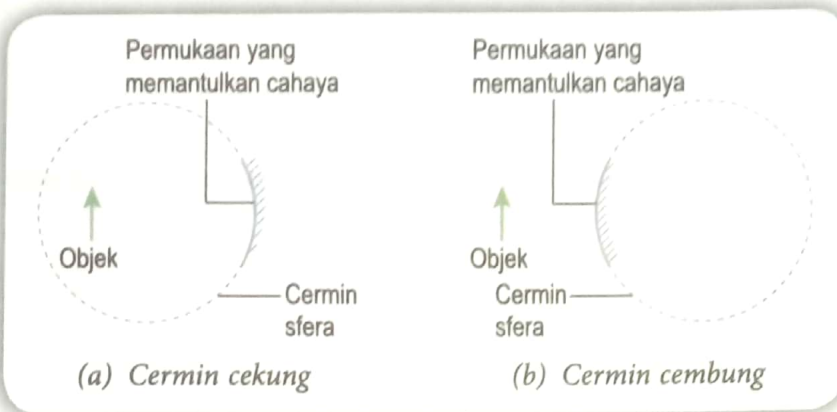 Permukaan yang
memantulkan cahaya
Objek
Cermin
sfera
(a) Cermin cekung
Permukaan yang
memantulkan cahaya
Objek
Cermin
sfera
(b) Cermin cembung